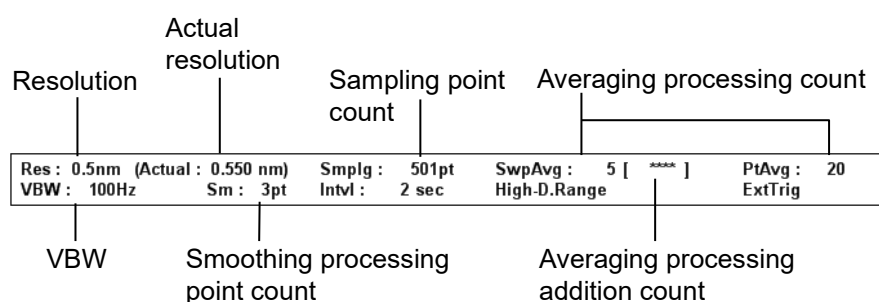 Actual
resolution
Resolution
Sampling point
count
Averaging processing count
Res : 0.5nm (Actual : 0.550 nm) Smplg : 501pt SwpAvg : 5 [ **** ] PtAvg : 20
VBW : 100Hz Sm : 3pt Intvl : 2 sec High-D.Range ExtTrig
VBW
Smoothing processing
point count
Averaging processing
addition count